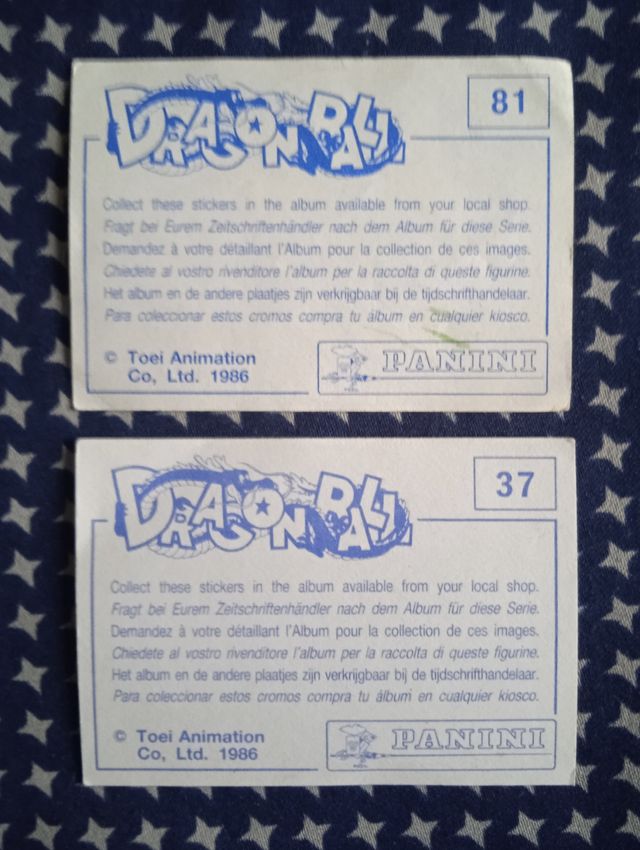 DRAGON BALL
81
Collect these stickers in the album available from your local shop.
Fragt bei Eurem Zeitschriftenhändler nach dem Album für diese Serie.
Demandez à votre détaillant l'Album pour la collection de ces images.
Chiedete al vostro rivenditore l'album per la raccolta di queste figurine.
Het album en de andere plaatjes zijn verkrijgbaar bij de tijdschrifthandelaar.
Para coleccionar estos cromos compra tu álbum en cualquier kiosco.
© Toei Animation
Co, Ltd. 1986
PANINI
DRAGON BALL
37
Collect these stickers in the album available from your local shop.
Fragt bei Eurem Zeitschriftenhändler nach dem Album für diese Serie.
Demandez à votre détaillant l'Album pour la collection de ces images.
Chiedete al vostro rivenditore l'album per la raccolta di queste figurine.
Het album en de andere plaatjes zijn verkrijgbaar bij de tijdschrifthandelaar.
Para coleccionar estos cromos compra tu álbum en cualquier kiosco.
© Toei Animation
Co, Ltd. 1986
PANINI